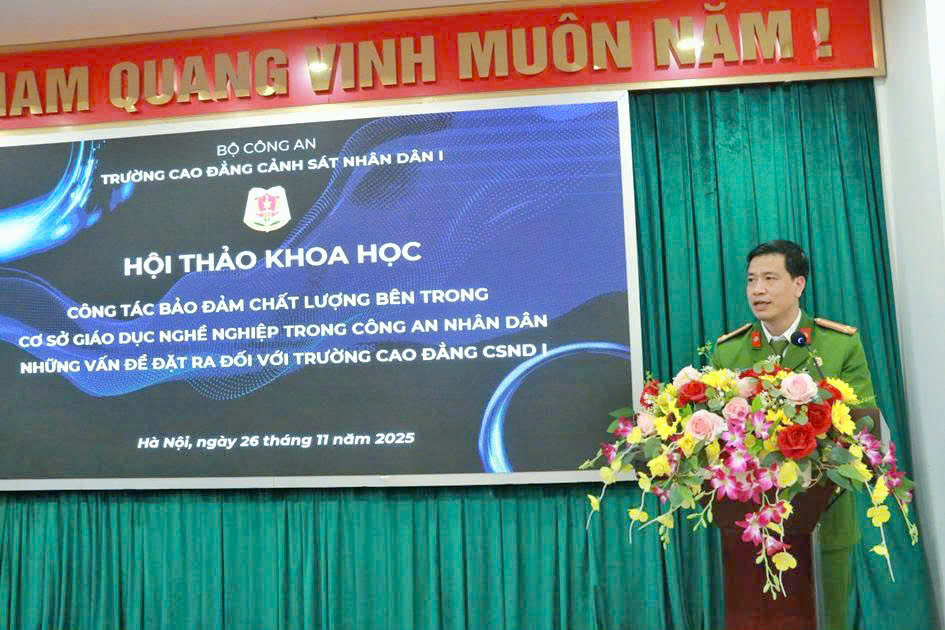 NAM QUANG VINH MUÔN NĂM !
BỘ CÔNG AN
TRƯỜNG CAO ĐẲNG CẢNH SÁT NHÂN DÂN I
HỘI THẢO KHOA HỌC
CÔNG TÁC BẢO ĐẢM CHẤT LƯỢNG BÊN TRONG
CƠ SỞ GIÁO DỤC NGHỀ NGHIỆP TRONG CÔNG AN NHÂN DÂN
NHỮNG VẤN ĐỀ ĐẶT RA ĐỐI VỚI TRƯỜNG CAO ĐẲNG CSND I
Hà Nội, ngày 26 tháng 11 năm 2025